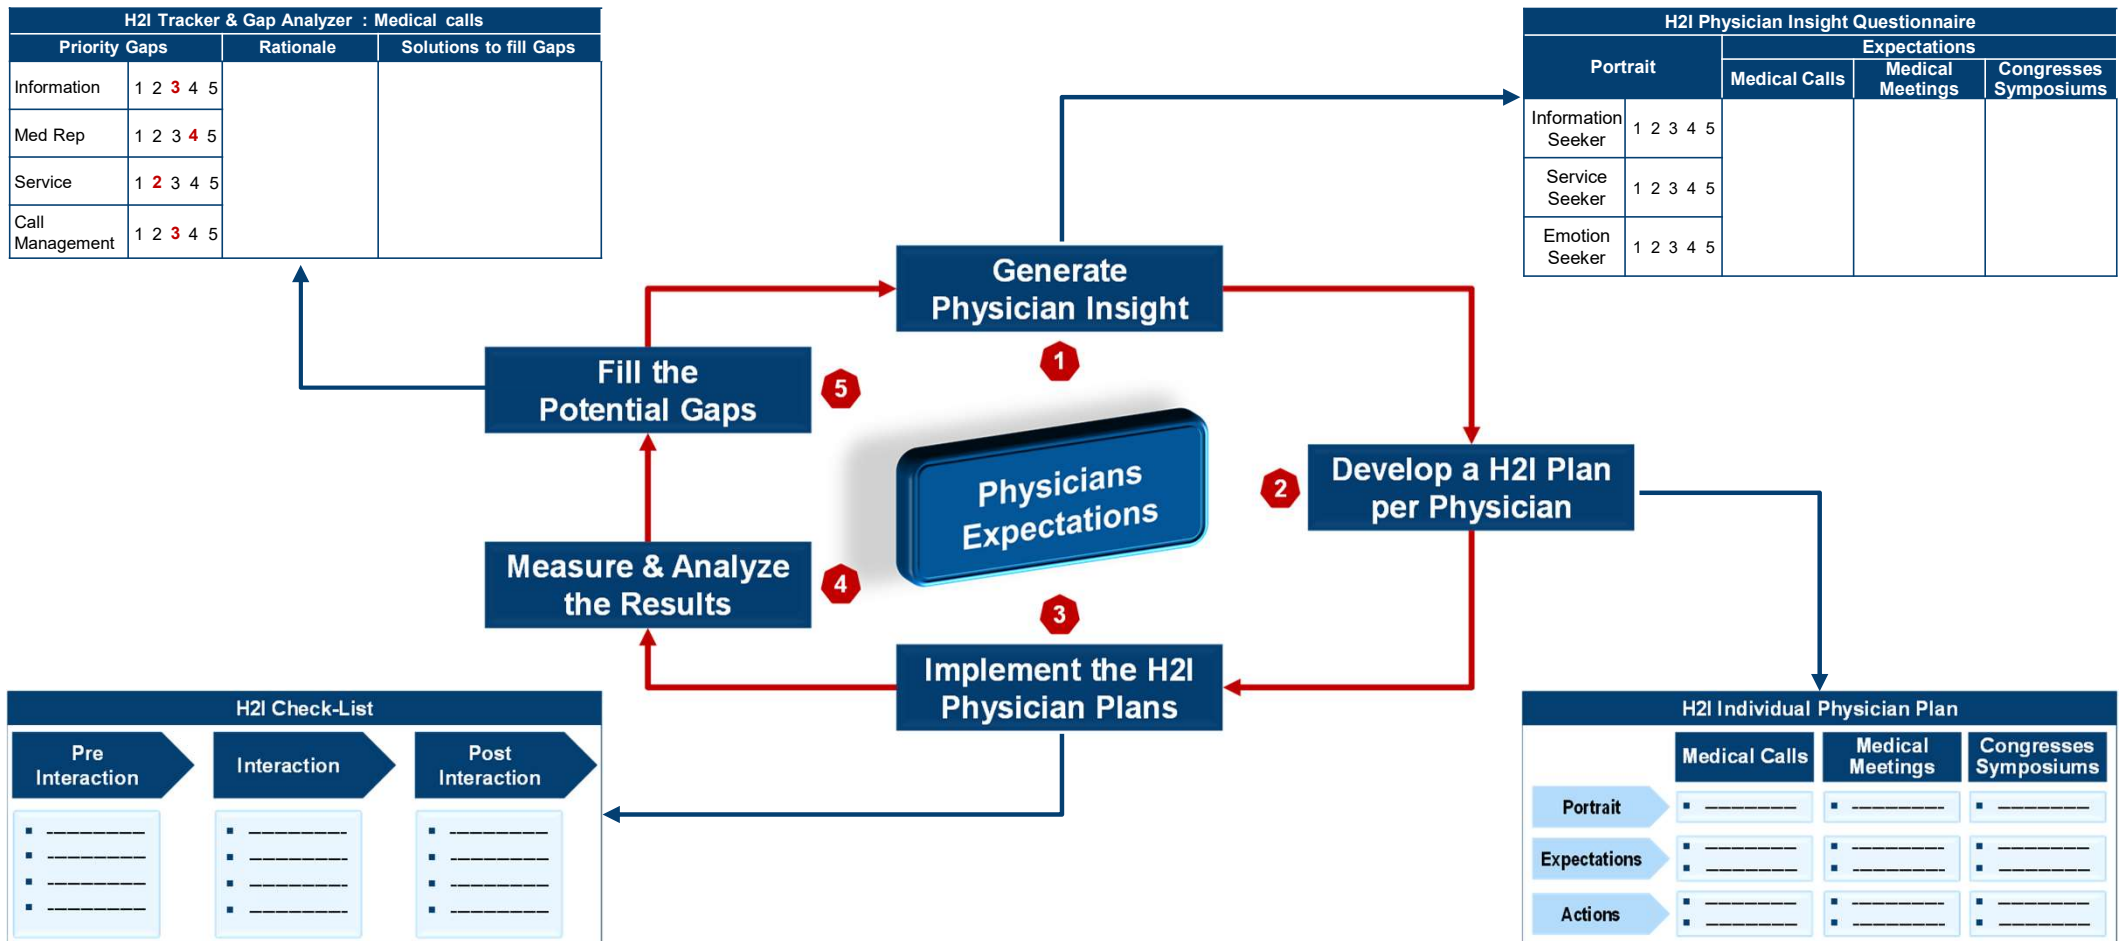 H2I Tracker & Gap Analyzer : Medical calls
Priority Gaps
Rationale
Solutions to fill Gaps
Information
1 2 3 4 5
Med Rep
1 2 3 4 5
Service
1 2 3 4 5
Call
Management
1 2 3 4 5
H2I Physician Insight Questionnaire
Portrait
Expectations
Medical Calls
Medical
Meetings
Congresses
Symposiums
Information
Seeker
1 2 3 4 5
Service
Seeker
1 2 3 4 5
Emotion
Seeker
1 2 3 4 5
Generate
Physician Insight
1
Develop a H2I Plan
per Physician
2
Implement the H2I
Physician Plans
3
Measure & Analyze
the Results
4
Fill the
Potential Gaps
5
Physicians
Expectations
H2I Check-List
Pre
Interaction
Interaction
Post
Interaction
H2I Individual Physician Plan
Medical Calls
Medical
Meetings
Congresses
Symposiums
Portrait
Expectations
Actions